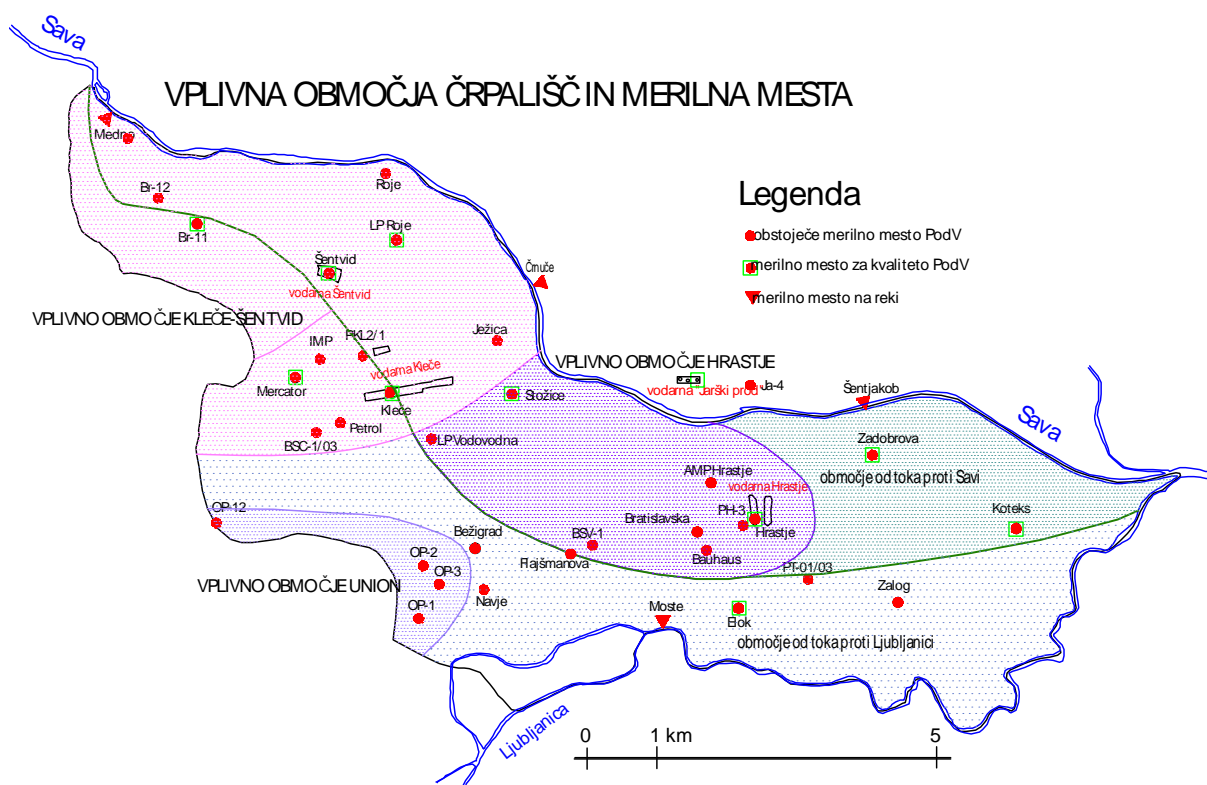 Sava
VPLIVNA OBMOČJA ČRPALIŠČ IN MERILNA MESTA
Medno
Br-12
Br-11
Roje
LP Roje
Šentvid
vodarna Šentvid
Črnuče
Legenda
obstoječe merilno mesto PodV
merilno mesto za kvaliteto PodV
merilno mesto na reki
VPLIVNO OBMOČJE KLEČE-ŠENTVID
IMP
PKL2/1
Ježica
Mercator
vodarna Kleče
Kleče
VPLIVNO OBMOČJE HRASTJE
vodarna "Jarški prod"
Ja-4
Šentjakob
Sava
Stožice
Petrol
BSC-1/03
LP Vodovodna
Zadobrova
območje od toka proti Savi
AMP Hrastje
vodarna Hrastje
PH-3
Hrastje
Koteks
OP-12
Bežigrad
BSV-1
Bratislavska
Bauhaus
Flajšmanova
OP-2
OP-3
VPLIVNO OBMOČJE UNION
OP-1
Navje
PT-01/03
Zalog
Moste
Elok
območje od toka proti Ljubljanici
Ljubljanica
0 1 km 5